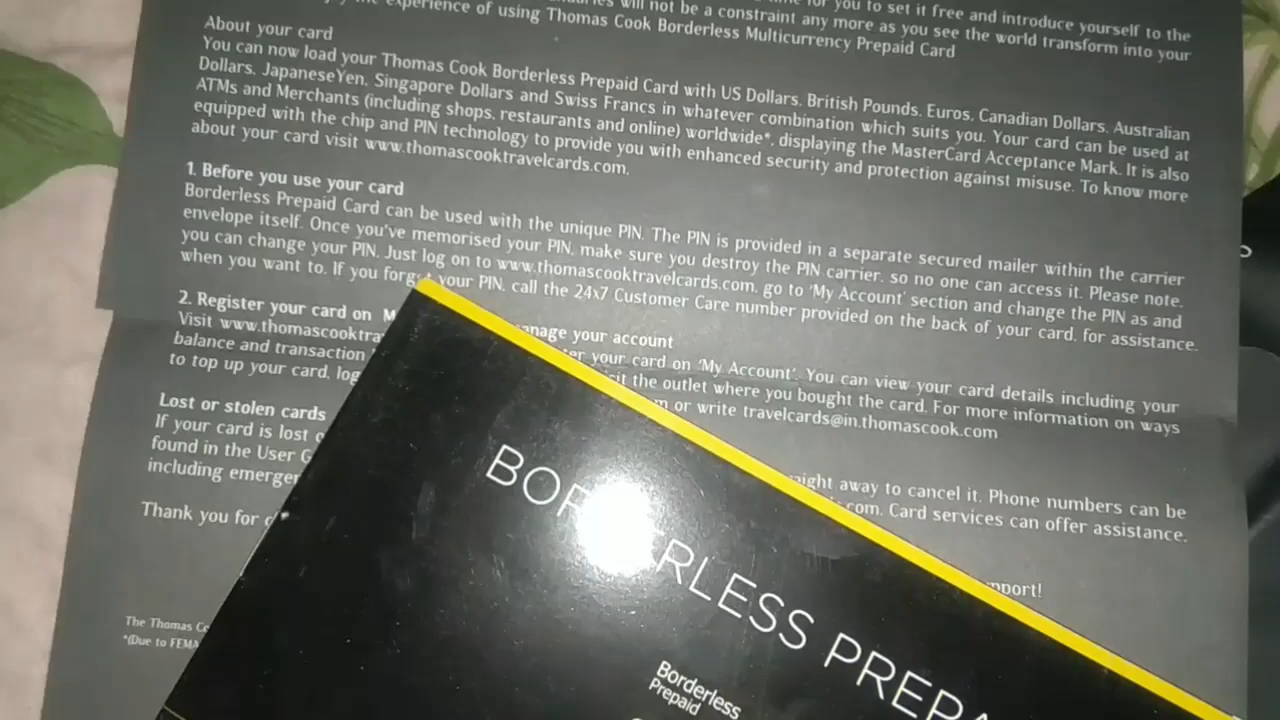 for you to set it free and introduce yourself to the
will not be a constraint any more as you see the world transform into your
experience of using Thomas Cook Borderless Multicurrency Prepaid Card
About your card
You can now load your Thomas Cook Borderless Prepaid Card with US Dollars, British Pounds, Euros, Canadian Dollars, Australian
Dollars, JapaneseYen, Singapore Dollars and Swiss Francs in whatever combination which suits you. Your card can be used at
ATMs and Merchants (including shops, restaurants and online) worldwide*, displaying the MasterCard Acceptance Mark. It is also
equipped with the chip and PIN technology to provide you with enhanced security and protection against misuse. To know more
about your card visit www.thomascooktravelcards.com.
1. Before you use your card
Borderless Prepaid Card can be used with the unique PIN. The PIN is provided in a separate secured mailer within the carrier
envelope itself. Once you've memorised your PIN, make sure you destroy the PIN carrier, so no one can access it. Please note,
you can change your PIN. Just log on to www.thomascooktravelcards.com, go to 'My Account' section and change the PIN as and
when you want to. If you forget your PIN, call the 24x7 Customer Care number provided on the back of your card, for assistance.
2. Register your card on M anage your account
Visit www.thomascooktra er your card on 'My Account'. You can view your card details including your
balance and transaction sit the outlet where you bought the card. For more information on ways
to top up your card, log m or write travelcards@in.thomascook.com
Lost or stolen cards
If your card is lost o ight away to cancel it. Phone numbers can be
found in the User G .com. Card services can offer assistance.
including emerger
Thank you for pport!
The Thomas Co
*(Due to FEMA
BOR RLESS PREPA
Borderless
Prepaid